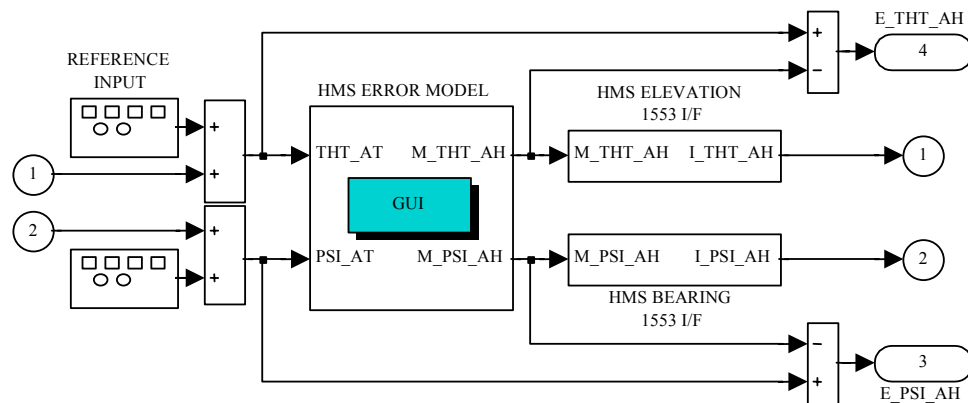 E_THT_AH
4
+
−
REFERENCE
INPUT
HMS ERROR MODEL
HMS ELEVATION
1553 I/F
+
+
1
THT_AT
M_THT_AH
M_THT_AH
I_THT_AH
1
GUI
2
+
+
PSI_AT
M_PSI_AH
M_PSI_AH
I_PSI_AH
2
HMS BEARING
1553 I/F
−
+
3
E_PSI_AH